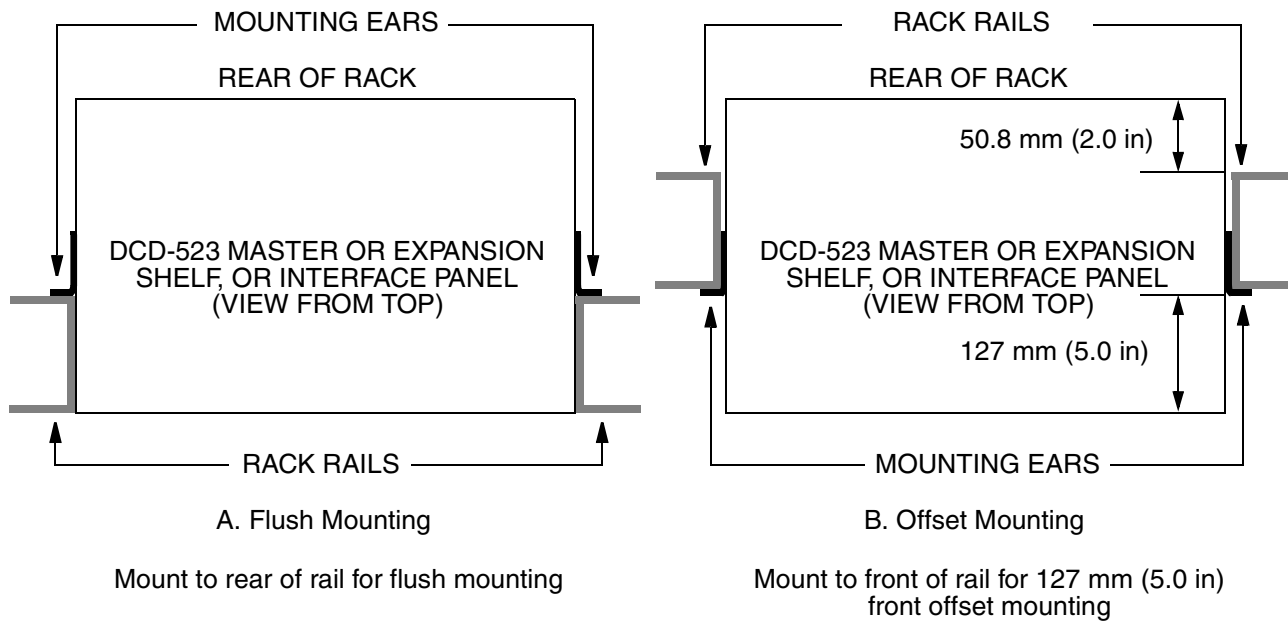 MOUNTING EARS
REAR OF RACK
DCD-523 MASTER OR EXPANSION
SHELF, OR INTERFACE PANEL
(VIEW FROM TOP)
RACK RAILS
A. Flush Mounting
Mount to rear of rail for flush mounting
RACK RAILS
REAR OF RACK
50.8 mm (2.0 in)
DCD-523 MASTER OR EXPANSION
SHELF, OR INTERFACE PANEL
(VIEW FROM TOP)
127 mm (5.0 in)
MOUNTING EARS
B. Offset Mounting
Mount to front of rail for 127 mm (5.0 in)
front offset mounting